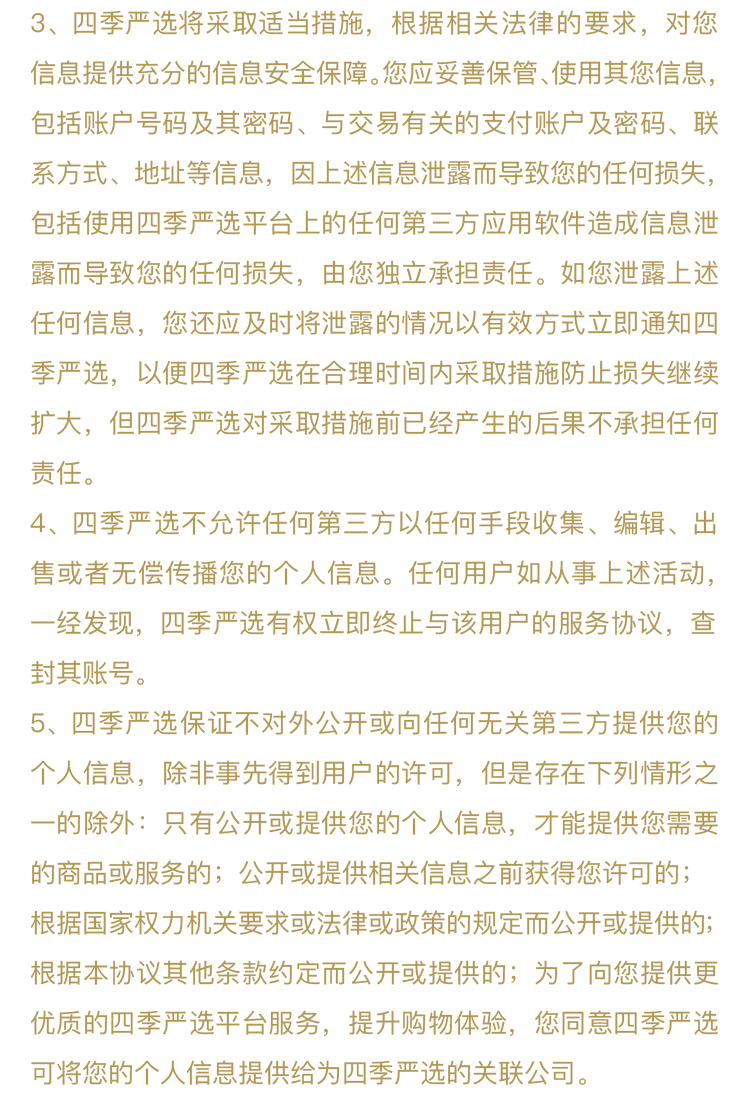 3、四季严选将采取适当措施，根据相关法律的要求，对您
信息提供充分的信息安全保障。您应妥善保管、使用其您信息，
包括账户号码及其密码、与交易有关的支付账户及密码、联
系方式、地址等信息，因上述信息泄露而导致您的任何损失，
包括使用四季严选平台上的任何第三方应用软件造成信息泄
露而导致您的任何损失，由您独立承担责任。如您泄露上述
任何信息，您还应及时将泄露的情况以有效方式立即通知四
季严选，以便四季严选在合理时间内采取措施防止损失继续
扩大，但四季严选对采取措施前已经产生的后果不承担任何
责任。
4、四季严选不允许任何第三方以任何手段收集、编辑、出
售或者无偿传播您的个人信息。任何用户如从事上述活动，
一经发现，四季严选有权立即终止与该用户的服务协议，查
封其账号。
5、四季严选保证不对外公开或向任何无关第三方提供您的
个人信息，除非事先得到用户的许可，但是存在下列情形之
一的除外：只有公开或提供您的个人信息，才能提供您需要
的商品或服务的；公开或提供相关信息之前获得您许可的；
根据国家权力机关要求或法律或政策的规定而公开或提供的；
根据本协议其他条款约定而公开或提供的；为了向您提供更
优质的四季严选平台服务，提升购物体验，您同意四季严选
可将您的个人信息提供给为四季严选的关联公司。